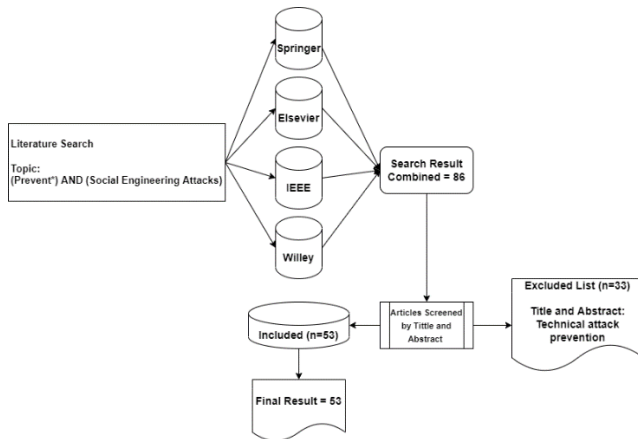 Springer
Elsevier
IEEE
Willey
Literature Search
Topic:
(Prevent*) AND (Social Engineering Attacks)
Search Result
Combined = 86
Articles Screened
by Tittle and
Abstract
Excluded List (n=33)
Title and Abstract:
Technical attack
prevention
Included (n=53)
Final Result = 53